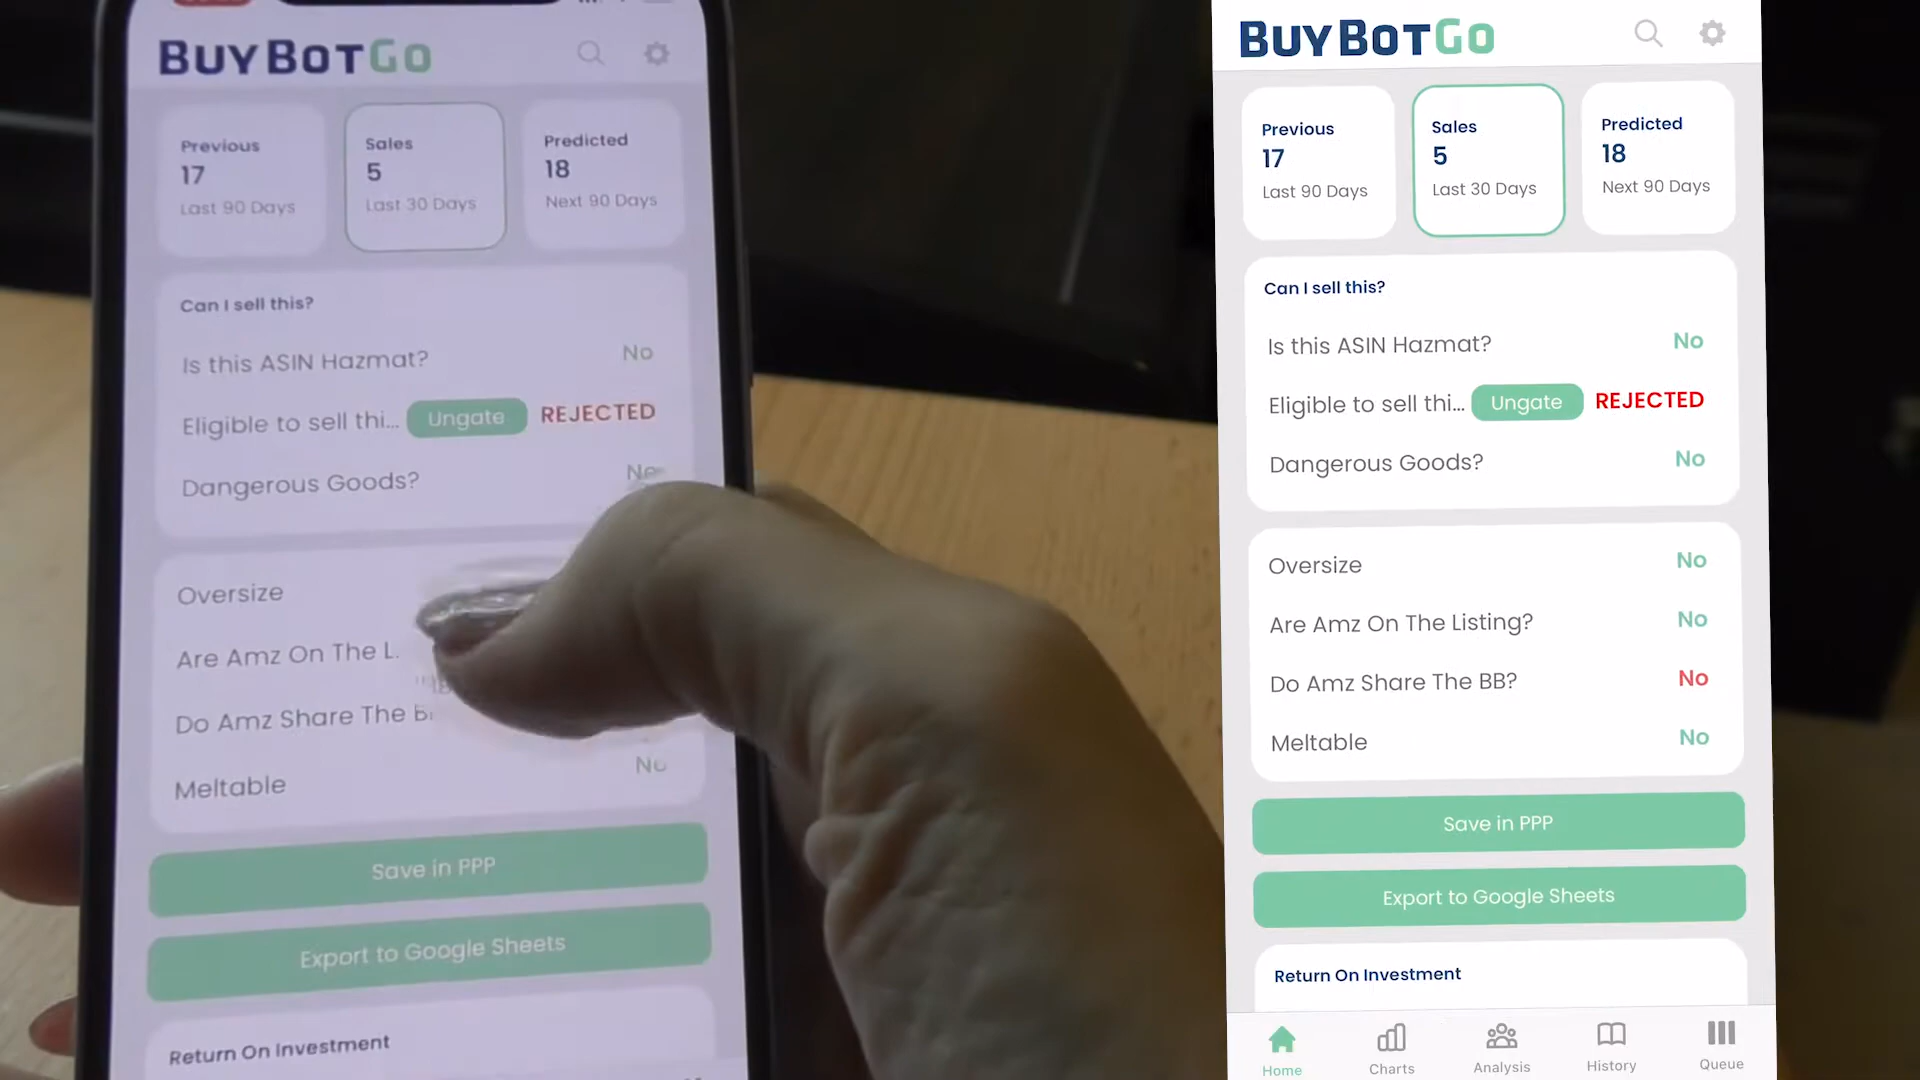 BUYBOTGO
Previous
17
Last 90 Days
Sales
5
Last 30 Days
Predicted
18
Next 90 Days
Can I sell this?
Is this ASIN Hazmat? No
Eligible to sell thi... Ungate REJECTED
Dangerous Goods?
Oversize
Are Amz On The L.
Do Amz Share The
Meltable No
Save in PPP
Export to Google Sheets
Return On Investment
BUYBOTGO
Previous
17
Last 90 Days
Sales
5
Last 30 Days
Predicted
18
Next 90 Days
Can I sell this?
Is this ASIN Hazmat? No
Eligible to sell thi... Ungate REJECTED
Dangerous Goods? No
Oversize No
Are Amz On The Listing? No
Do Amz Share The BB? No
Meltable No
Save in PPP
Export to Google Sheets
Return On Investment
Home
Charts
Analysis
History
Queue